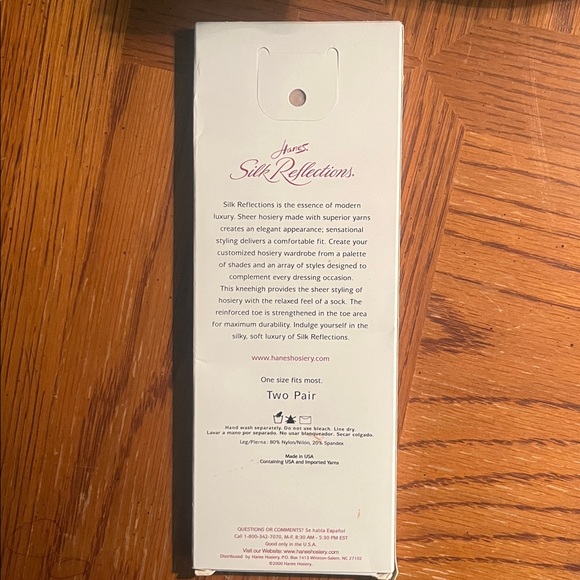 Hanes
Silk Reflections.
Silk Reflections is the essence of modern
luxury. Sheer hosiery made with superior yarns
creates an elegant appearance; sensational
styling delivers a comfortable fit. Create your
customized hosiery wardrobe from a palette
of shades and an array of styles designed to
complement every dressing occasion.
This kneehigh provides the sheer styling of
hosiery with the relaxed feel of a sock. The
reinforced toe is strengthened in the toe area
for maximum durability. Indulge yourself in the
silky, soft luxury of Silk Reflections.
www.haneshosiery.com
One size fits most.
Two Pair
Hand wash separately. Do not use bleach. Line dry.
Lavar a mano por separado. No usar blanqueador. Secar colgado.
Leg/Pierna: 80% Nylon/Nilón, 20% Spandex
Made in USA
Containing USA and Imported Yarns
QUESTIONS OR COMMENTS? Se habla Español
Call 1-800-342-7070, M-F, 8:30 AM - 5:30 PM EST
Good only in the U.S.A.
Visit our Website: www.haneshosiery.com
Distributed by Hanes Hosiery, P.O. Box 1413 Winston-Salem, NC 27102
©2000 Hanes Hosiery.